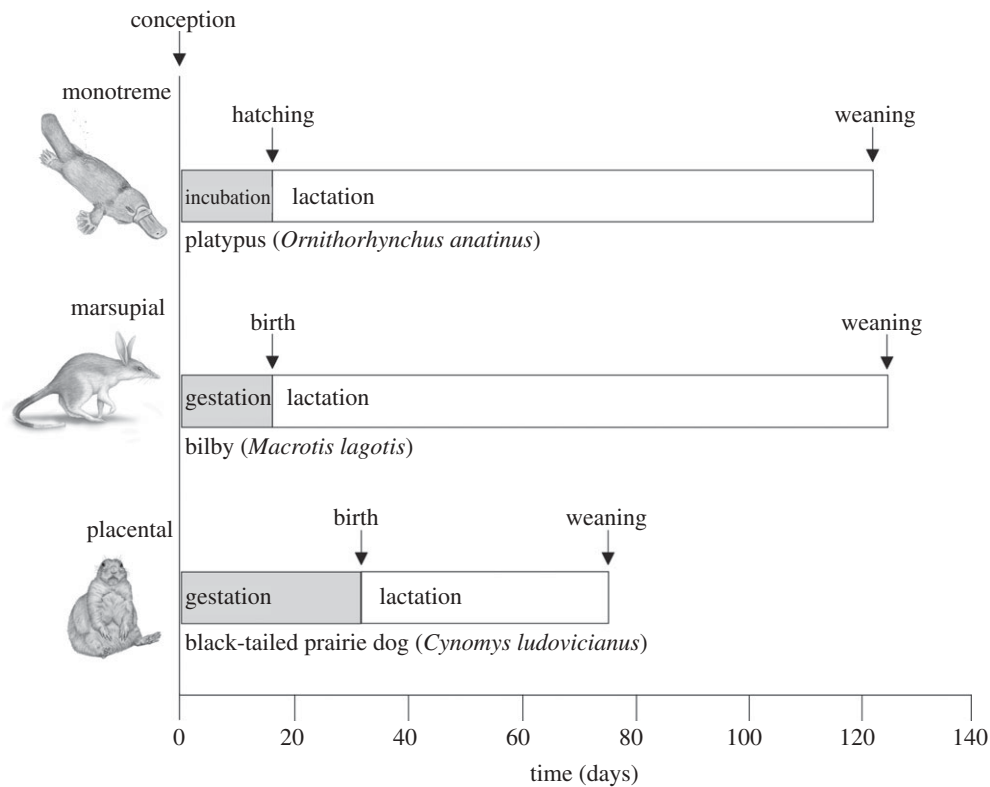 conception
monotreme
hatching
weaning
incubation
lactation
platypus (Ornithorhynchus anatinus)
marsupial
birth
weaning
gestation
lactation
bilby (Macrotis lagotis)
placental
birth
weaning
gestation
lactation
black-tailed prairie dog (Cynomys ludovicianus)
0 20 40 60 80 100 120 140
time (days)